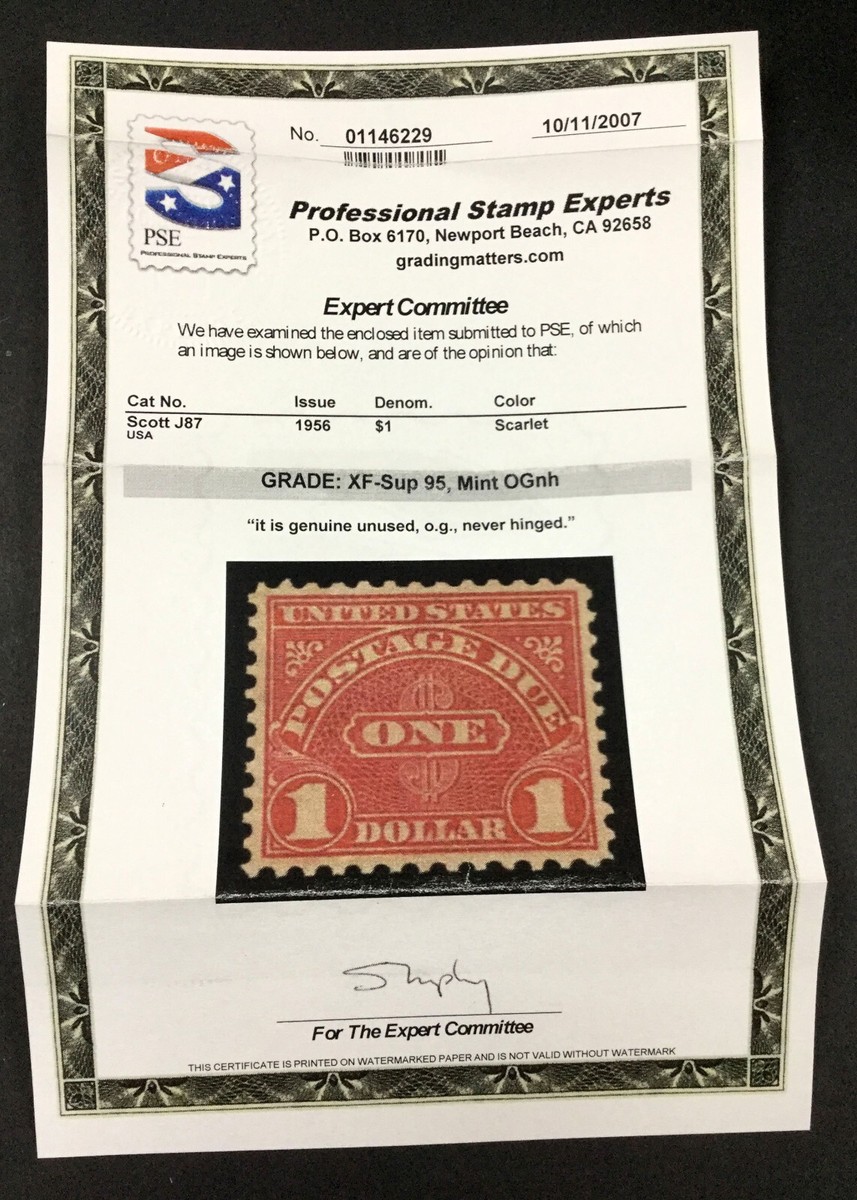 No. 01146229
10/11/2007
PSE
PROFESSIONAL STAMP EXPERTS
Professional Stamp Experts
P.O. Box 6170, Newport Beach, CA 92658
gradingmatters.com
Expert Committee
We have examined the enclosed item submitted to PSE, of which
an image is shown below, and are of the opinion that:
Cat No. Issue Denom. Color
Scott J87 1956 $1 Scarlet
USA
GRADE: XF-Sup 95, Mint OGnh
“it is genuine unused, o.g., never hinged.”
UNITED STATES
POSTAGE DUE
$
ONE
$
1 DOLLAR 1
For The Expert Committee
THIS CERTIFICATE IS PRINTED ON WATERMARKED PAPER AND IS NOT VALID WITHOUT WATERMARK